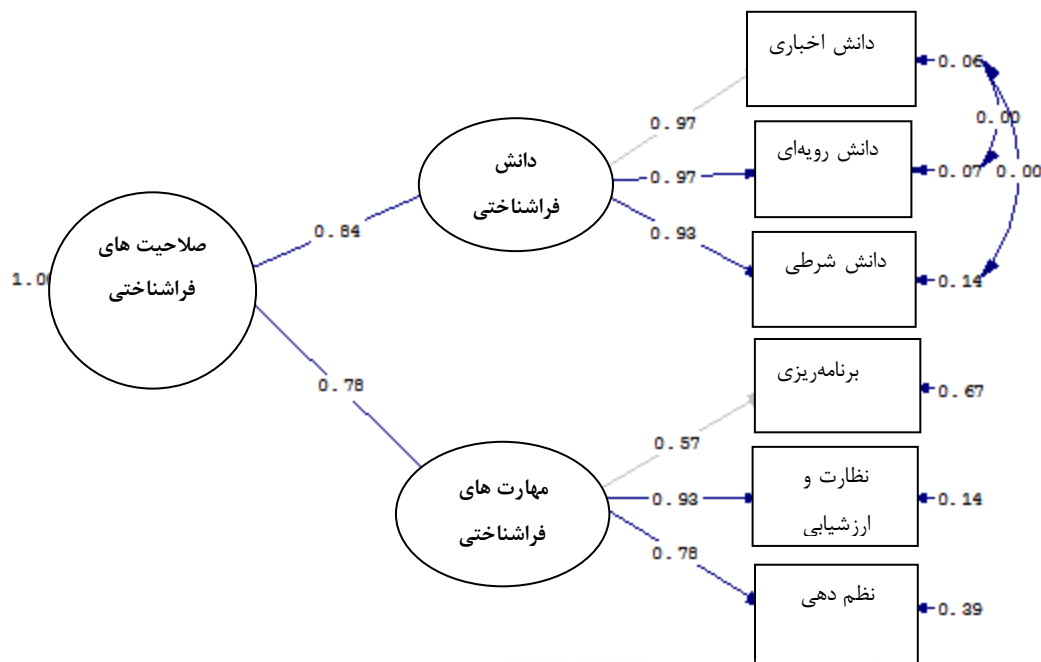 دانش اخباری
0.06
0.97
0.00
دانش
فراشناختی
دانش رویه‌ای
0.97
0.07
0.00
صلاحیت های
فراشناختی
0.84
0.93
دانش شرطی
0.14
1.00
برنامه‌ریزی
0.67
0.78
0.57
مهارت های
فراشناختی
نظارت و
ارزشیابی
0.93
0.14
0.78
نظم دهی
0.39